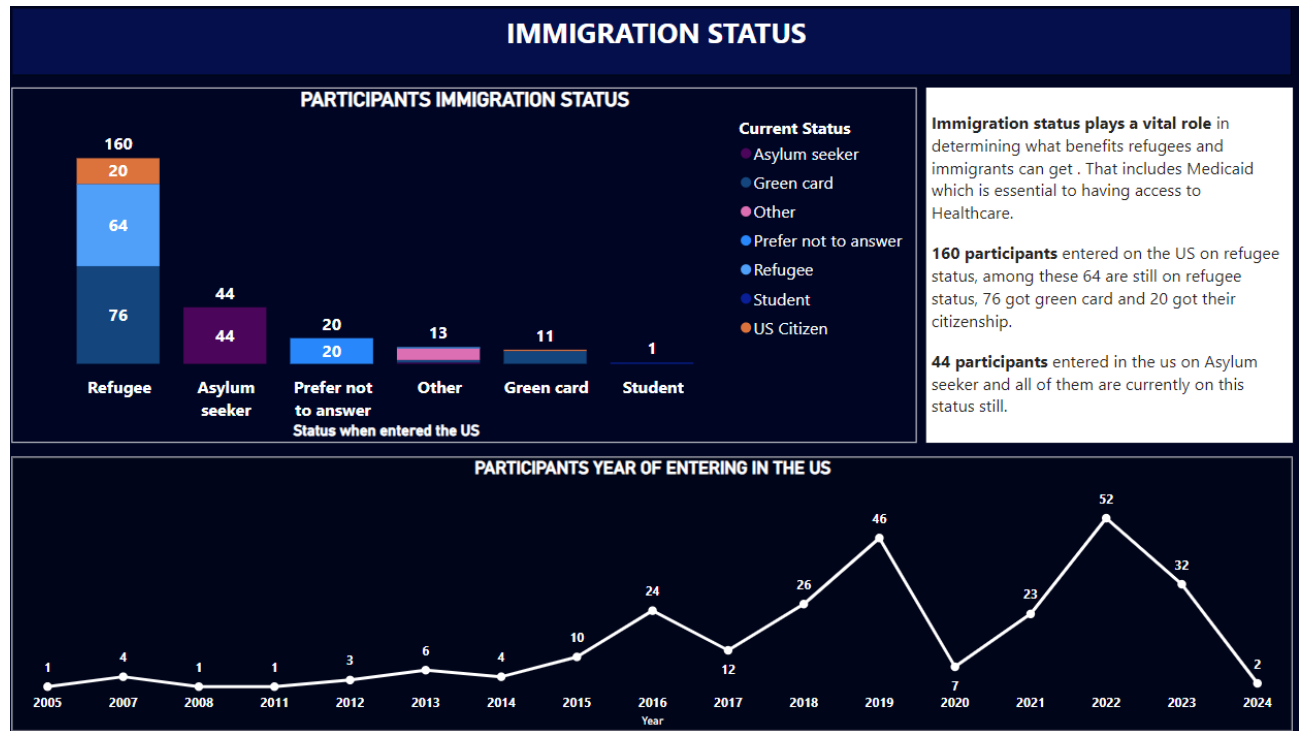 IMMIGRATION STATUS
PARTICIPANTS IMMIGRATION STATUS
160
20
64
76
44
44
20
20
13
11
1
Refugee
Asylum
seeker
Prefer not
to answer
Other
Green card
Student
Status when entered the US
Current Status
Asylum seeker
Green card
Other
Prefer not to answer
Refugee
Student
US Citizen
Immigration status plays a vital role in
determining what benefits refugees and
immigrants can get . That includes Medicaid
which is essential to having access to
Healthcare.
160 participants entered on the US on refugee
status, among these 64 are still on refugee
status, 76 got green card and 20 got their
citizenship.
44 participants entered in the us on Asylum
seeker and all of them are currently on this
status still.
PARTICIPANTS YEAR OF ENTERING IN THE US
1
4
1
1
3
6
4
10
24
12
26
46
7
23
52
32
2
2005
2007
2008
2011
2012
2013
2014
2015
2016
2017
2018
2019
2020
2021
2022
2023
2024
Year